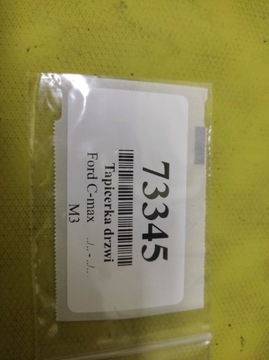 73345
Tapicerka drzwi
Ford C-max ../.. - ../...
M3